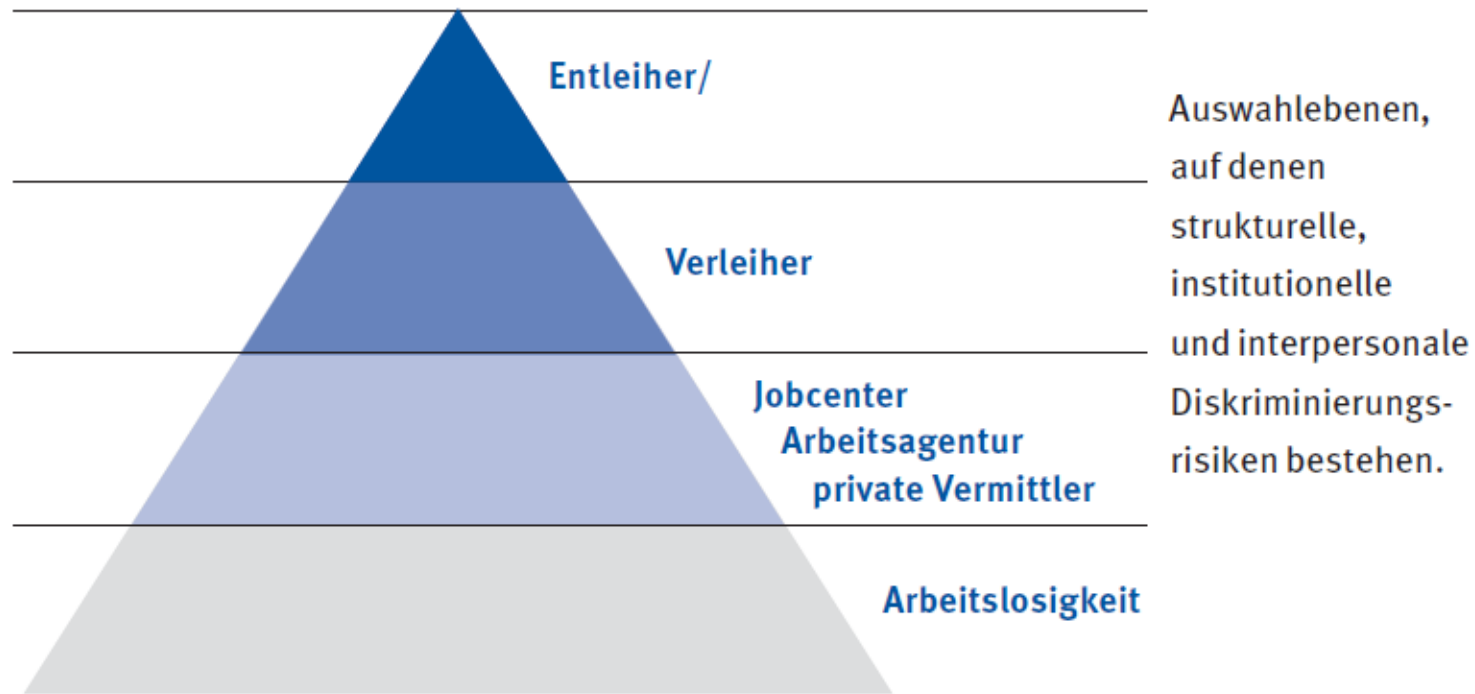 Entleiher/
Verleiher
Jobcenter
Arbeitsagentur
private Vermittler
Arbeitslosigkeit
Auswahlebenen,
auf denen
strukturelle,
institutionelle
und interpersonale
Diskriminierungs-
risiken bestehen.